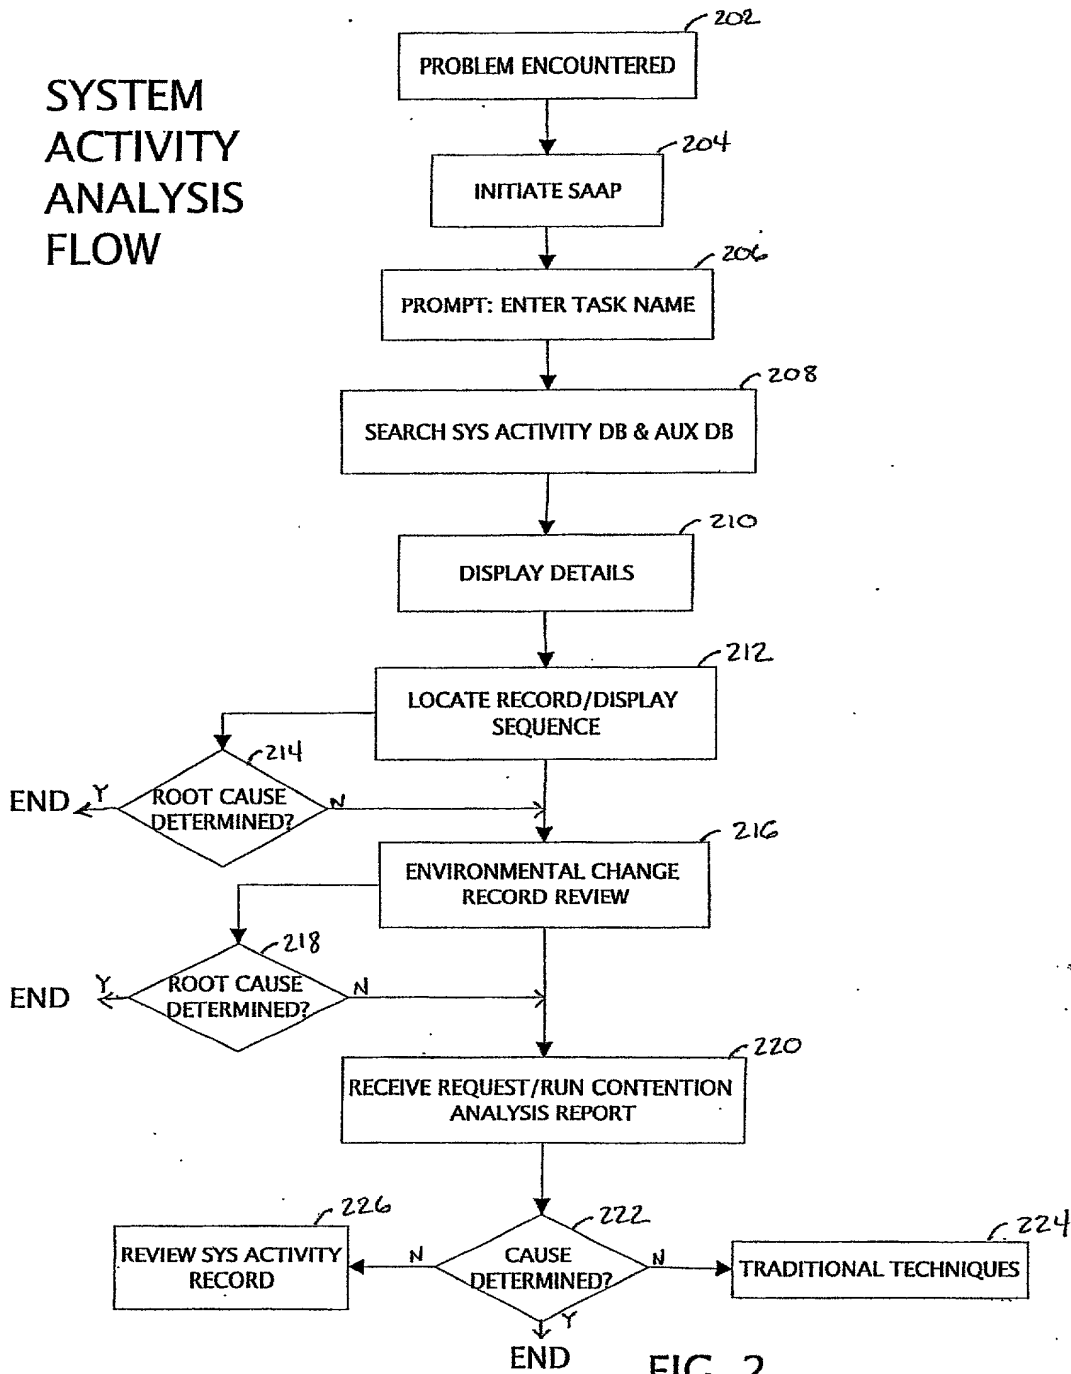 SYSTEM
ACTIVITY
ANALYSIS
FLOW
202
PROBLEM ENCOUNTERED
204
INITIATE SAAP
206
PROMPT: ENTER TASK NAME
208
SEARCH SYS ACTIVITY DB & AUX DB
210
DISPLAY DETAILS
212
LOCATE RECORD/DISPLAY
SEQUENCE
214
END Y ROOT CAUSE N
DETERMINED?
216
ENVIRONMENTAL CHANGE
RECORD REVIEW
218
END Y ROOT CAUSE N
DETERMINED?
220
RECEIVE REQUEST/RUN CONTENTION
ANALYSIS REPORT
226
REVIEW SYS ACTIVITY
RECORD
222
N CAUSE N
DETERMINED?
Y
END
224
TRADITIONAL TECHNIQUES
FIG. 2